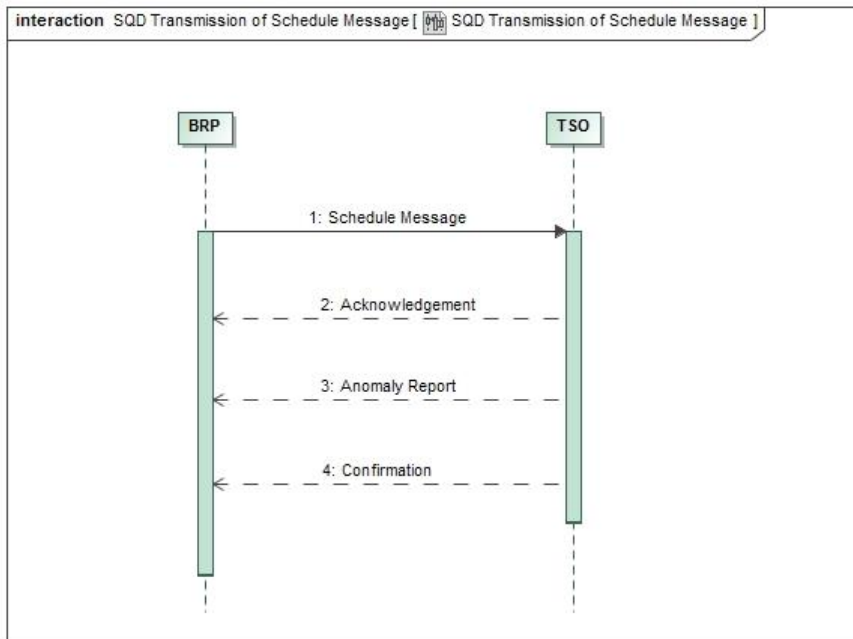 interaction SQD Transmission of Schedule Message [ SQD Transmission of Schedule Message ]
BRP TSO
1: Schedule Message
2: Acknowledgement
3: Anomaly Report
4: Confirmation